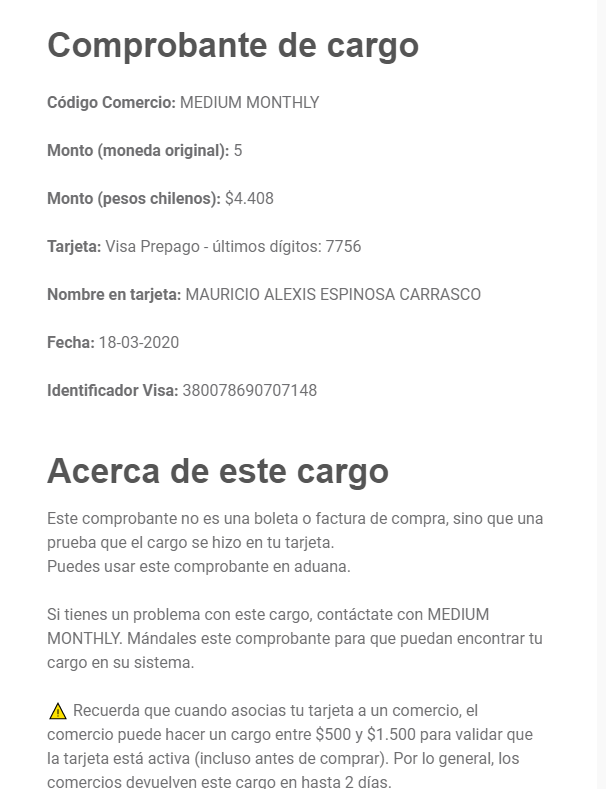 Comprobante de cargo
Código Comercio: MEDIUM MONTHLY
Monto (moneda original): 5
Monto (pesos chilenos): $4.408
Tarjeta: Visa Prepago - últimos dígitos: 7756
Nombre en tarjeta: MAURICIO ALEXIS ESPINOSA CARRASCO
Fecha: 18-03-2020
Identificador Visa: 380078690707148
Acerca de este cargo
Este comprobante no es una boleta o factura de compra, sino que una
prueba que el cargo se hizo en tu tarjeta.
Puedes usar este comprobante en aduana.
Si tienes un problema con este cargo, contáctate con MEDIUM
MONTHLY. Mándales este comprobante para que puedan encontrar tu
cargo en su sistema.
⚠️ Recuerda que cuando asocias tu tarjeta a un comercio, el
comercio puede hacer un cargo entre $500 y $1.500 para validar que
la tarjeta está activa (incluso antes de comprar). Por lo general, los
comercios devuelven este cargo en hasta 2 días.